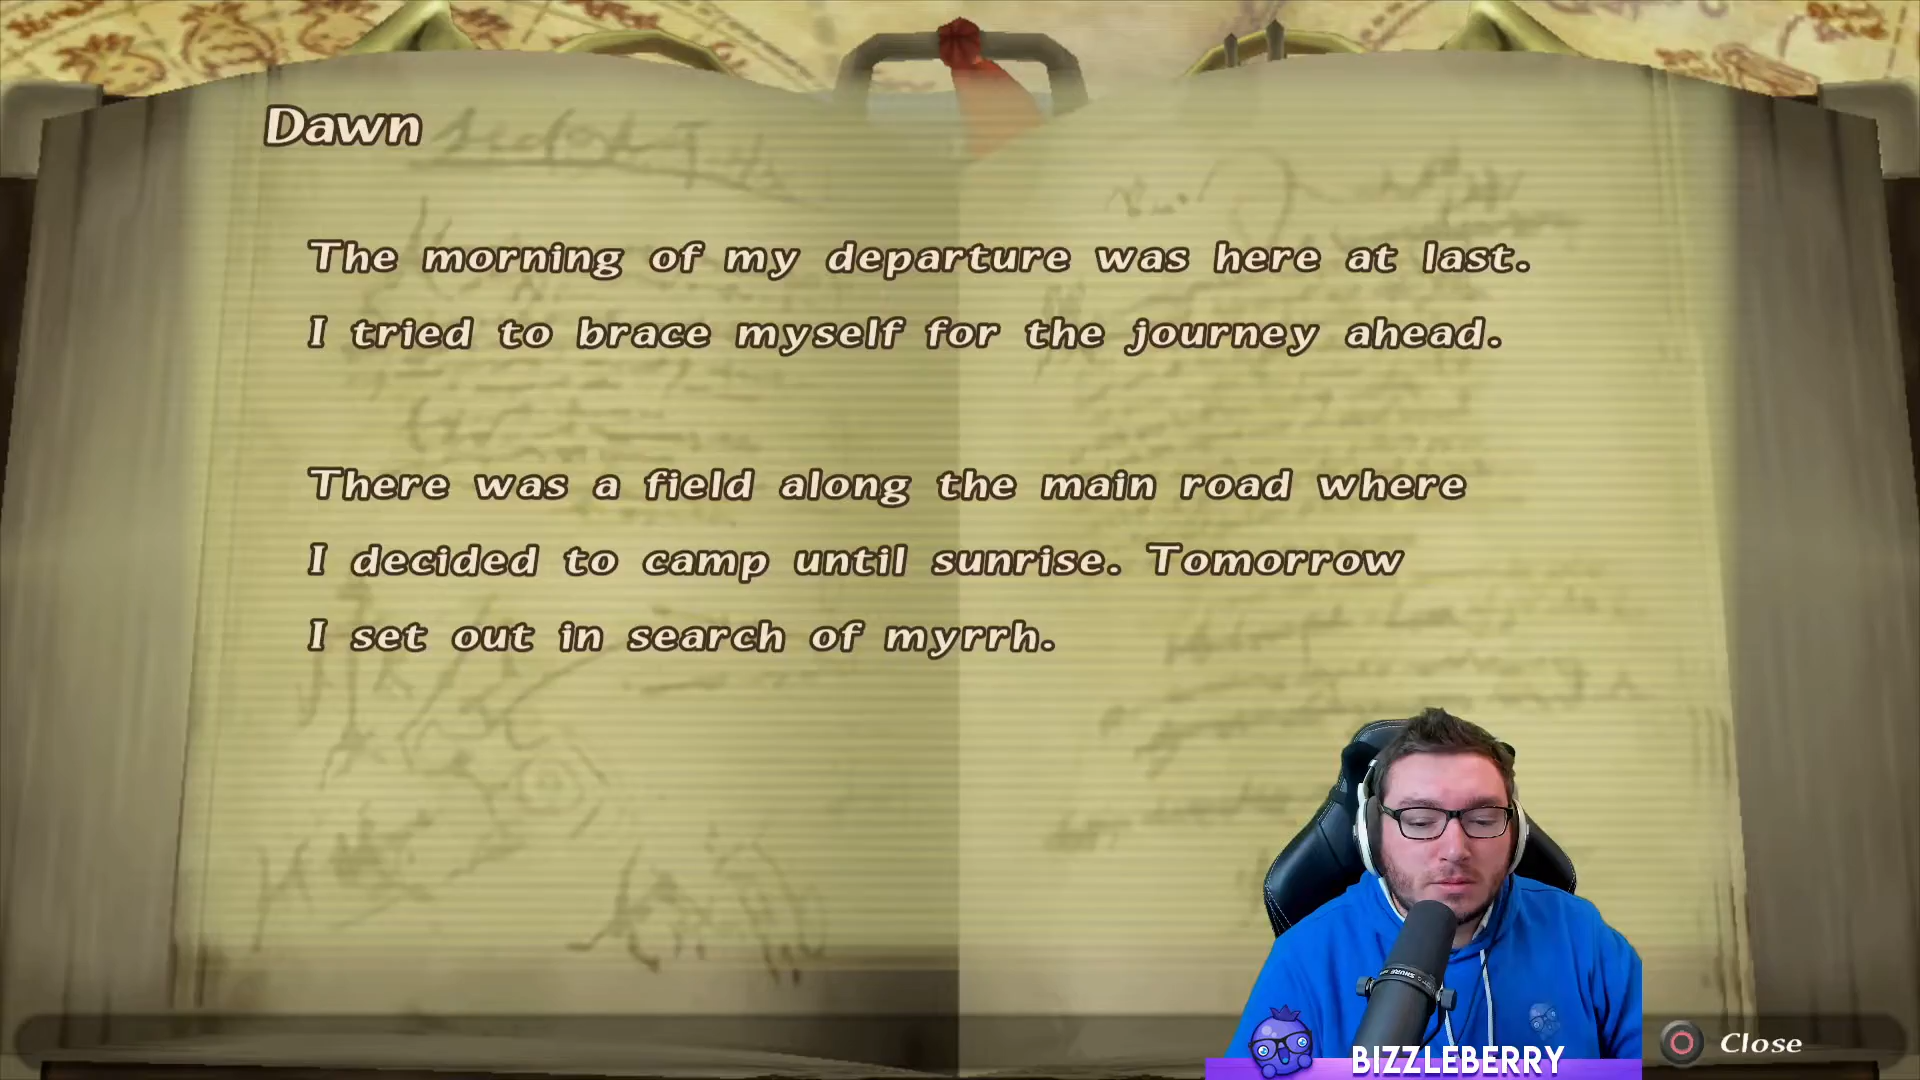 Dawn
The morning of my departure was here at last.
I tried to brace myself for the journey ahead.
There was a field along the main road where
I decided to camp until sunrise. Tomorrow
I set out in search of myrrh.
SHURE
BIZZLEBERRY
Close